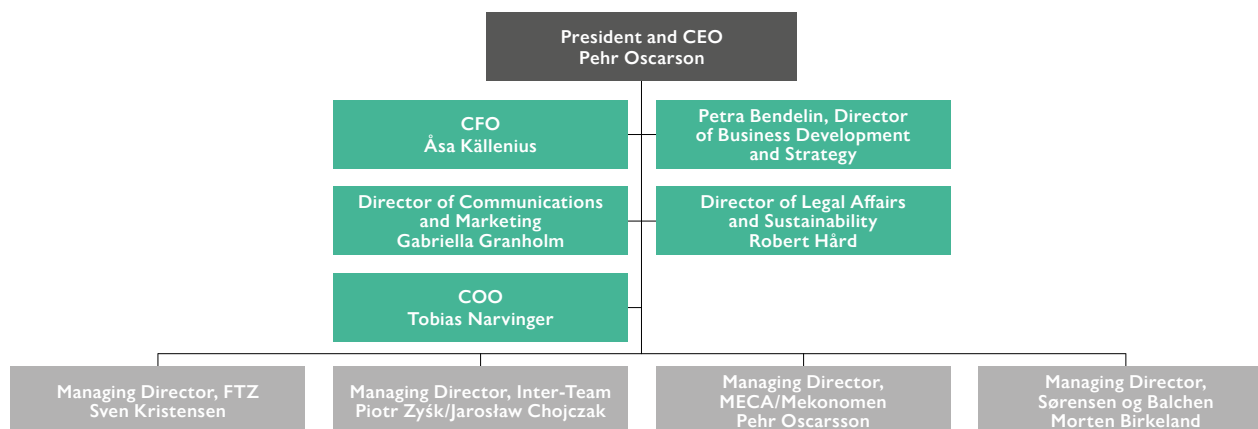 President and CEO
Pehr Oscarson
CFO
Åsa Källenius
Petra Bendelin, Director
of Business Development
and Strategy
Director of Communications
and Marketing
Gabriella Granholm
Director of Legal Affairs
and Sustainability
Robert Hård
COO
Tobias Narvinger
Managing Director, FTZ
Sven Kristensen
Managing Director, Inter-Team
Piotr Zyśk/Jarosław Chojczak
Managing Director,
MECA/Mekonomen
Pehr Oscarsson
Managing Director,
Sørensen og Balchen
Morten Birkeland